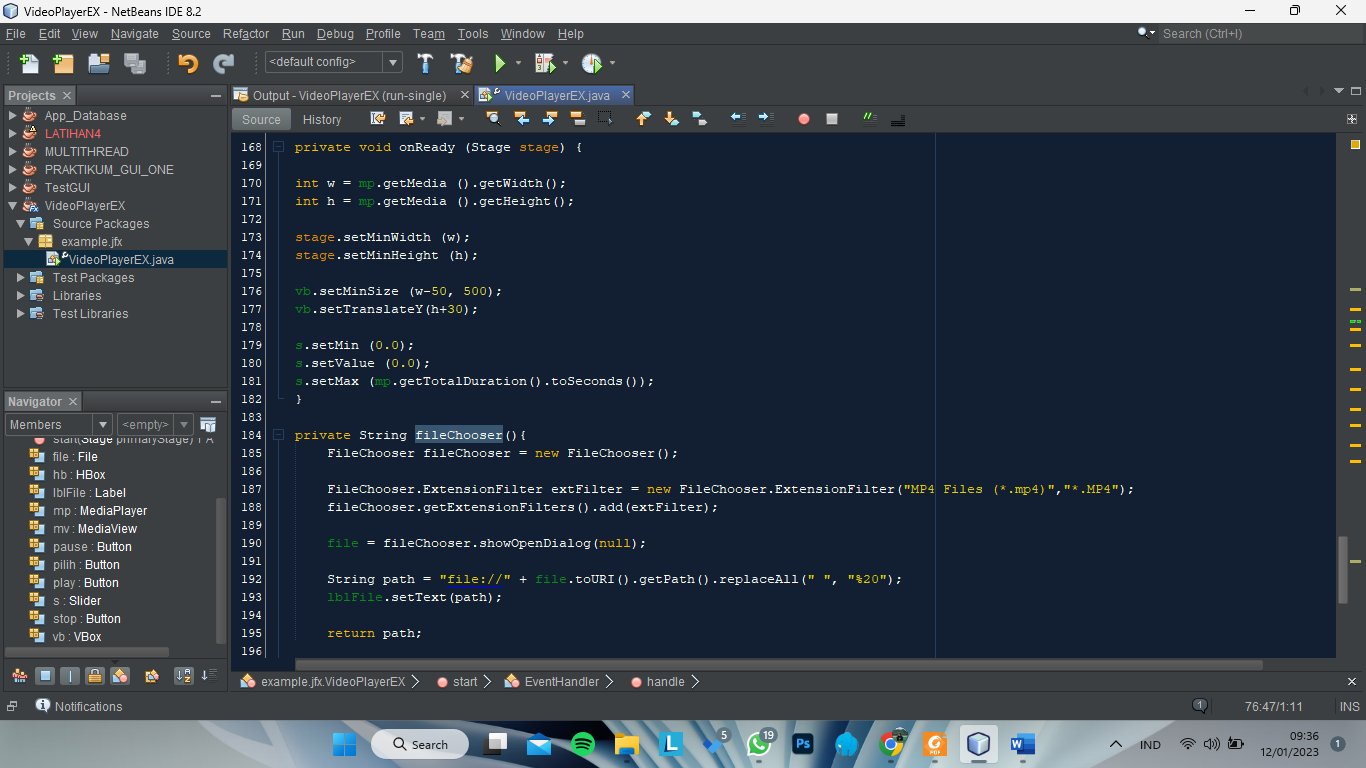 VideoPlayerEX - NetBeans IDE 8.2
File Edit View Navigate Source Refactor Run Debug Profile Team Tools Window Help
Search (Ctrl+I)
<default config>
Projects
Output - VideoPlayerEX (run-single)
VideoPlayerEX.java
Source History
App_Database
LATIHAN4
MULTITHREAD
PRAKTIKUM_GUI_ONE
TestGUI
VideoPlayerEX
Source Packages
example.jfx
VideoPlayerEX.java
Test Packages
Libraries
Test Libraries
Navigator
Members
<empty>
start(Stage primaryStage)
file : File
hb : HBox
lblFile : Label
mp : MediaPlayer
mv : MediaView
pause : Button
pilih : Button
play : Button
s : Slider
stop : Button
vb : VBox
168 private void onReady (Stage stage) {
169
170 int w = mp.getMedia ().getWidth();
171 int h = mp.getMedia ().getHeight();
172
173 stage.setMinWidth (w);
174 stage.setMinHeight (h);
175
176 vb.setMinSize (w-50, 500);
177 vb.setTranslateY(h+30);
178
179 s.setMin (0.0);
180 s.setValue (0.0);
181 s.setMax (mp.getTotalDuration().toSeconds());
182 }
183
184 private String fileChooser(){
185 FileChooser fileChooser = new FileChooser();
186
187 FileChooser.ExtensionFilter extFilter = new FileChooser.ExtensionFilter("MP4 Files (*.mp4)","*.MP4");
188 fileChooser.getExtensionFilters().add(extFilter);
189
190 file = fileChooser.showOpenDialog(null);
191
192 String path = "file://" + file.toURI().getPath().replaceAll(" ", "%20");
193 lblFile.setText(path);
194
195 return path;
196
example.jfx.VideoPlayerEX start EventHandler handle
Notifications
1
76:47/1:11
INS
Search
5
19
Ps
L
W
PDF
IND
09:36
12/01/2023
1